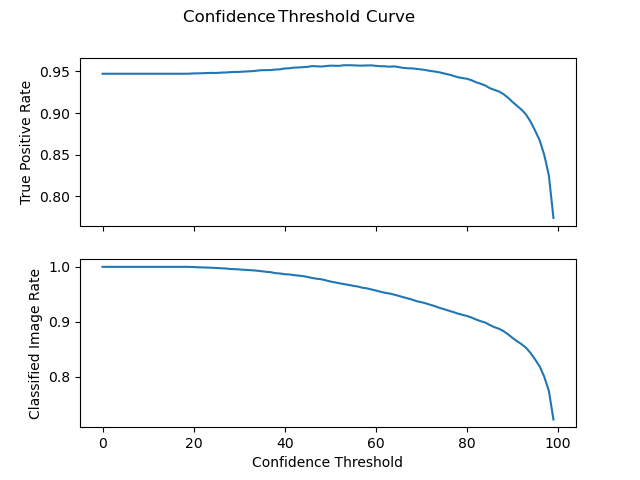 Confidence Threshold Curve
True Positive Rate
0.95
0.90
0.85
0.80
Classified Image Rate
1.0
0.9
0.8
0 20 40 60 80 100
Confidence Threshold